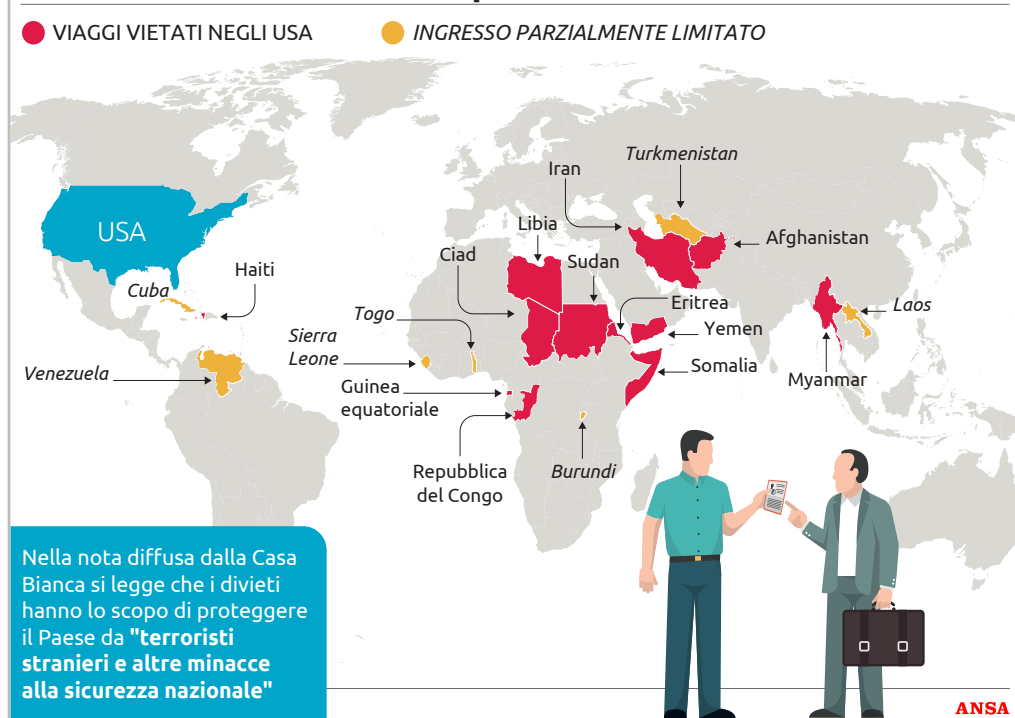 VIAGGI VIETATI NEGLI USA
INGRESSO PARZIALMENTE LIMITATO
Turkmenistan
Iran
USA
Libia
Afghanistan
Ciad
Sudan
Haiti
Cuba
Eritrea
Laos
Togo
Yemen
Sierra
Leone
Somalia
Venezuela
Myanmar
Guinea
equatoriale
Repubblica
del Congo
Burundi
Nella nota diffusa dalla Casa
Bianca si legge che i divieti
hanno lo scopo di proteggere
il Paese da "terroristi
stranieri e altre minacce
alla sicurezza nazionale"
ANSA